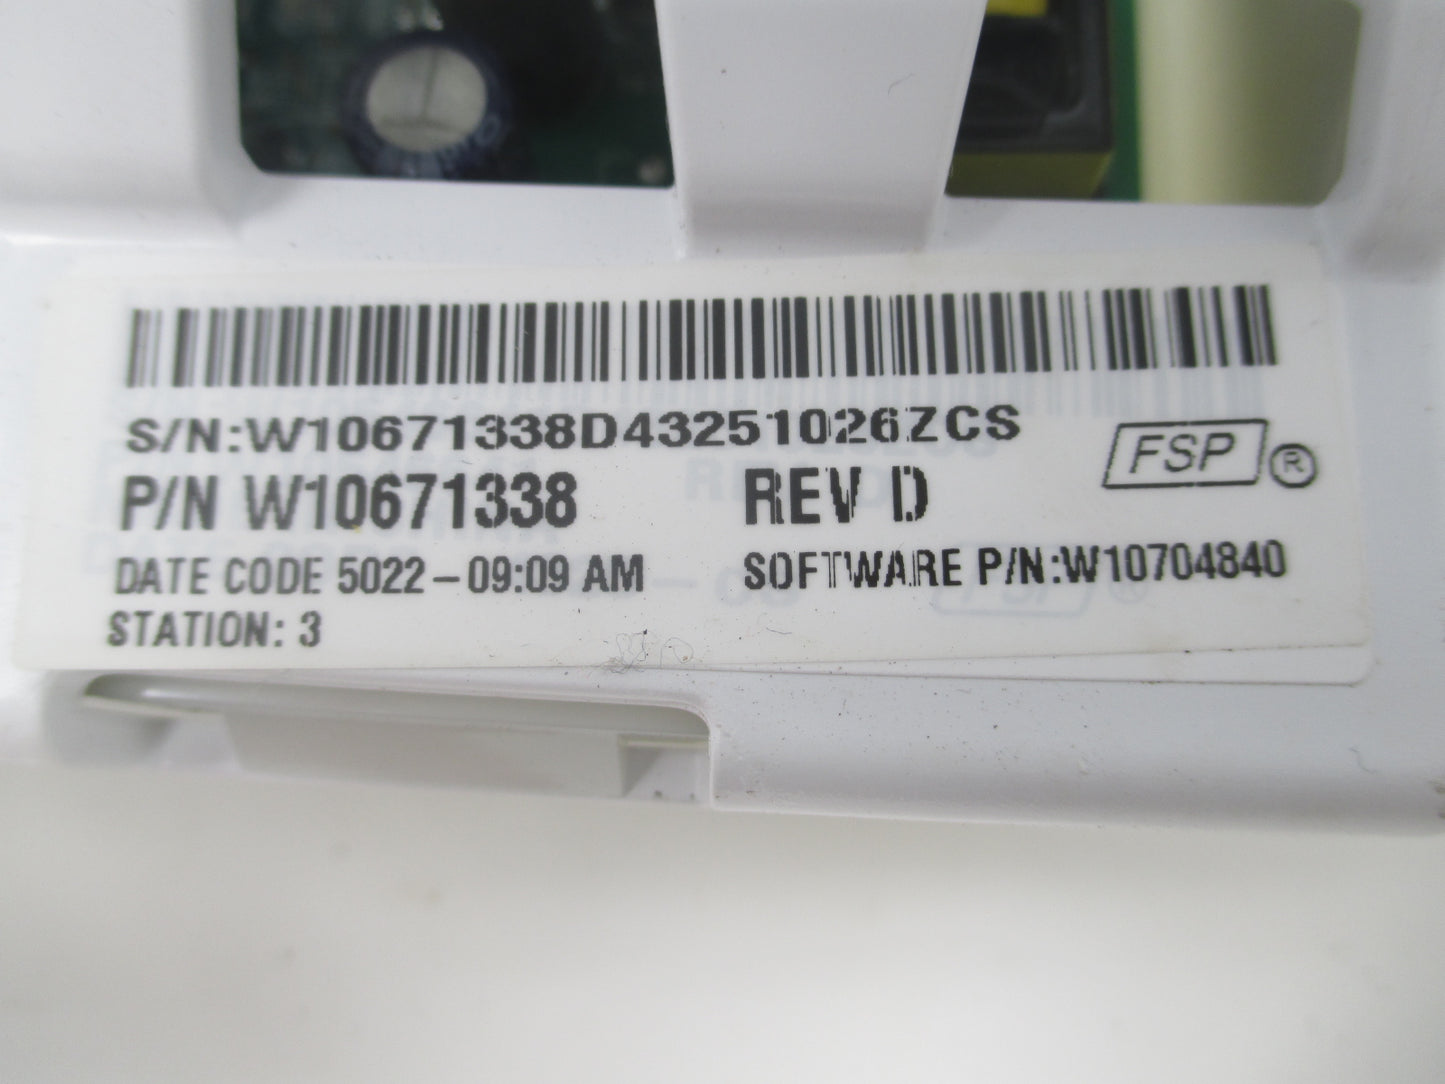 S/N:W10671338D43251026ZCS
P/N W10671338 REV D
FSP ®
DATE CODE 5022-09:09 AM SOFTWARE P/N:W10704840
STATION: 3